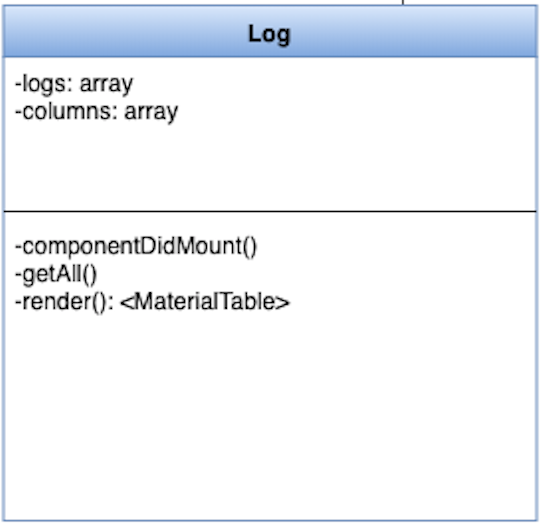 Log
-logs: array
-columns: array
-componentDidMount()
-getAll()
-render(): <MaterialTable>